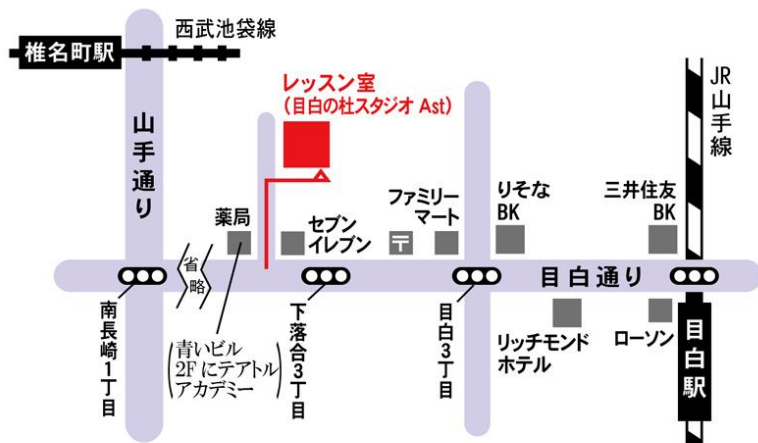 西武池袋線
椎名町駅
山手通り
レッスン室
(目白の杜スタジオ Ast)
JR山手線
薬局
セブン
イレブン
〒
ファミリー
マート
りそな
BK
三井住友
BK
省略
目白通り
南長崎1丁目
(青いビル
2Fにテアトル
アカデミー)
下落合3丁目
目白3丁目
リッチモンド
ホテル
ローソン
目白駅